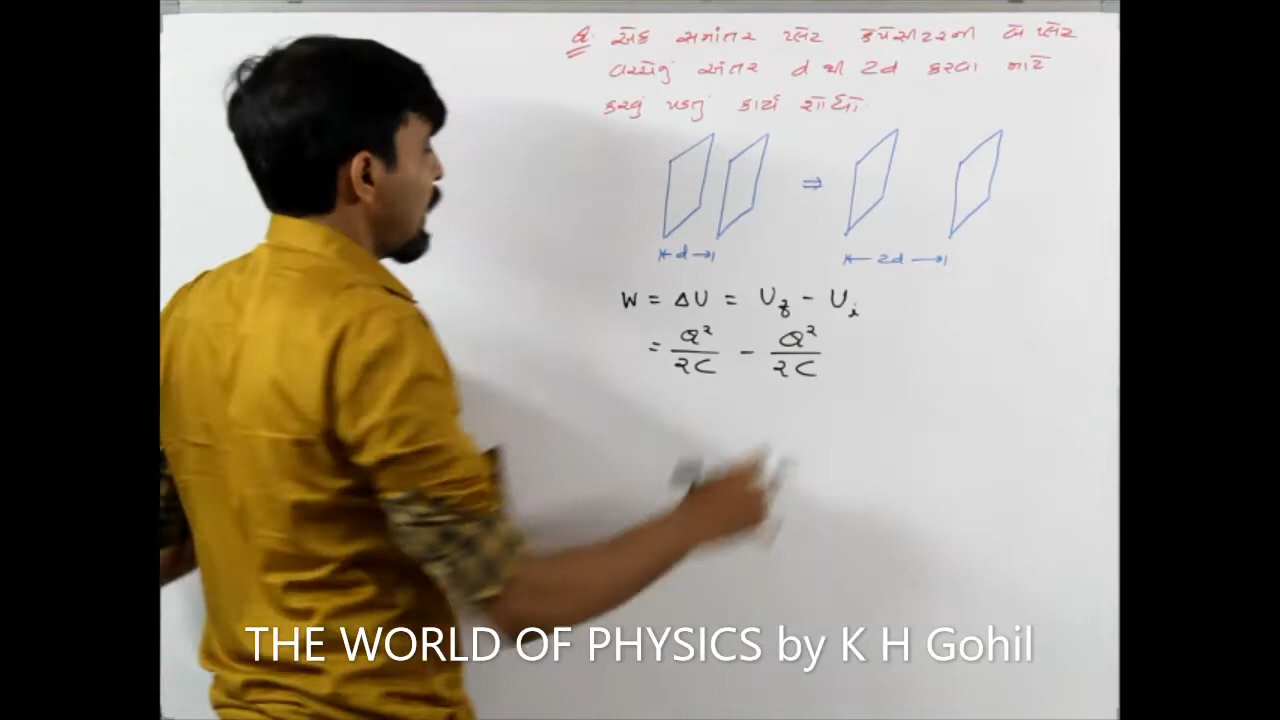 Q. એક સમાંતર પ્લેટ કેપેસીટરની બે પ્લેટ
વચ્ચેનું અંતર d થી 2d કરવા માટે
કરવું પડતું કાર્ય શોધો.
⇒
d
2d
W = ΔU = U_f - U_i
= Q²/2C - Q²/2C
THE WORLD OF PHYSICS by K H Gohil